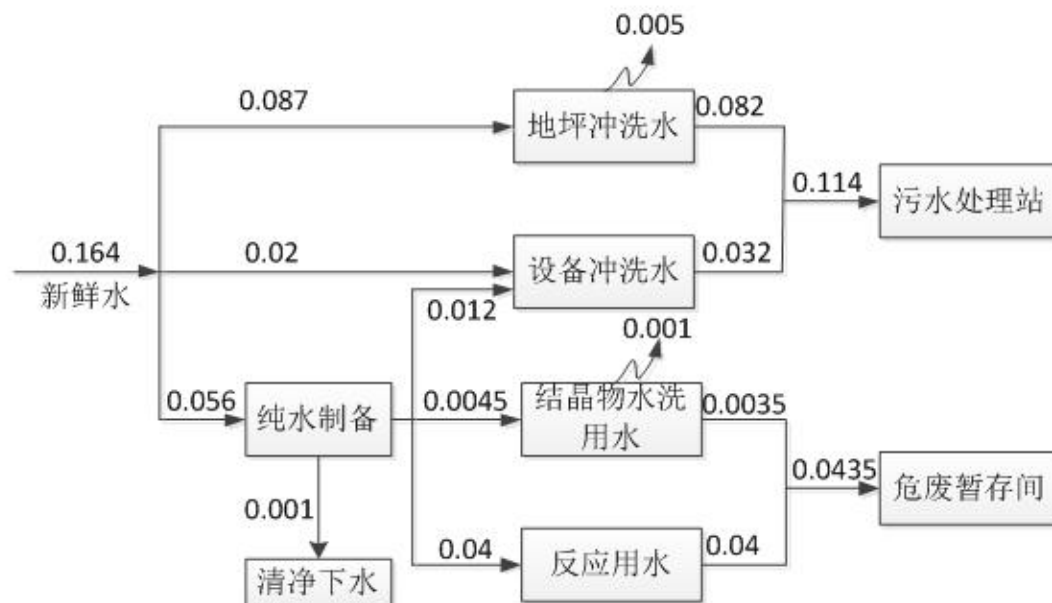 0.005
0.087
地坪冲洗水
0.082
0.114
污水处理站
0.164
新鲜水
0.02
设备冲洗水
0.032
0.012
0.001
0.056
纯水制备
0.0045
结晶物水洗
用水
0.0035
0.0435
危废暂存间
0.001
0.04
反应用水
0.04
清净下水